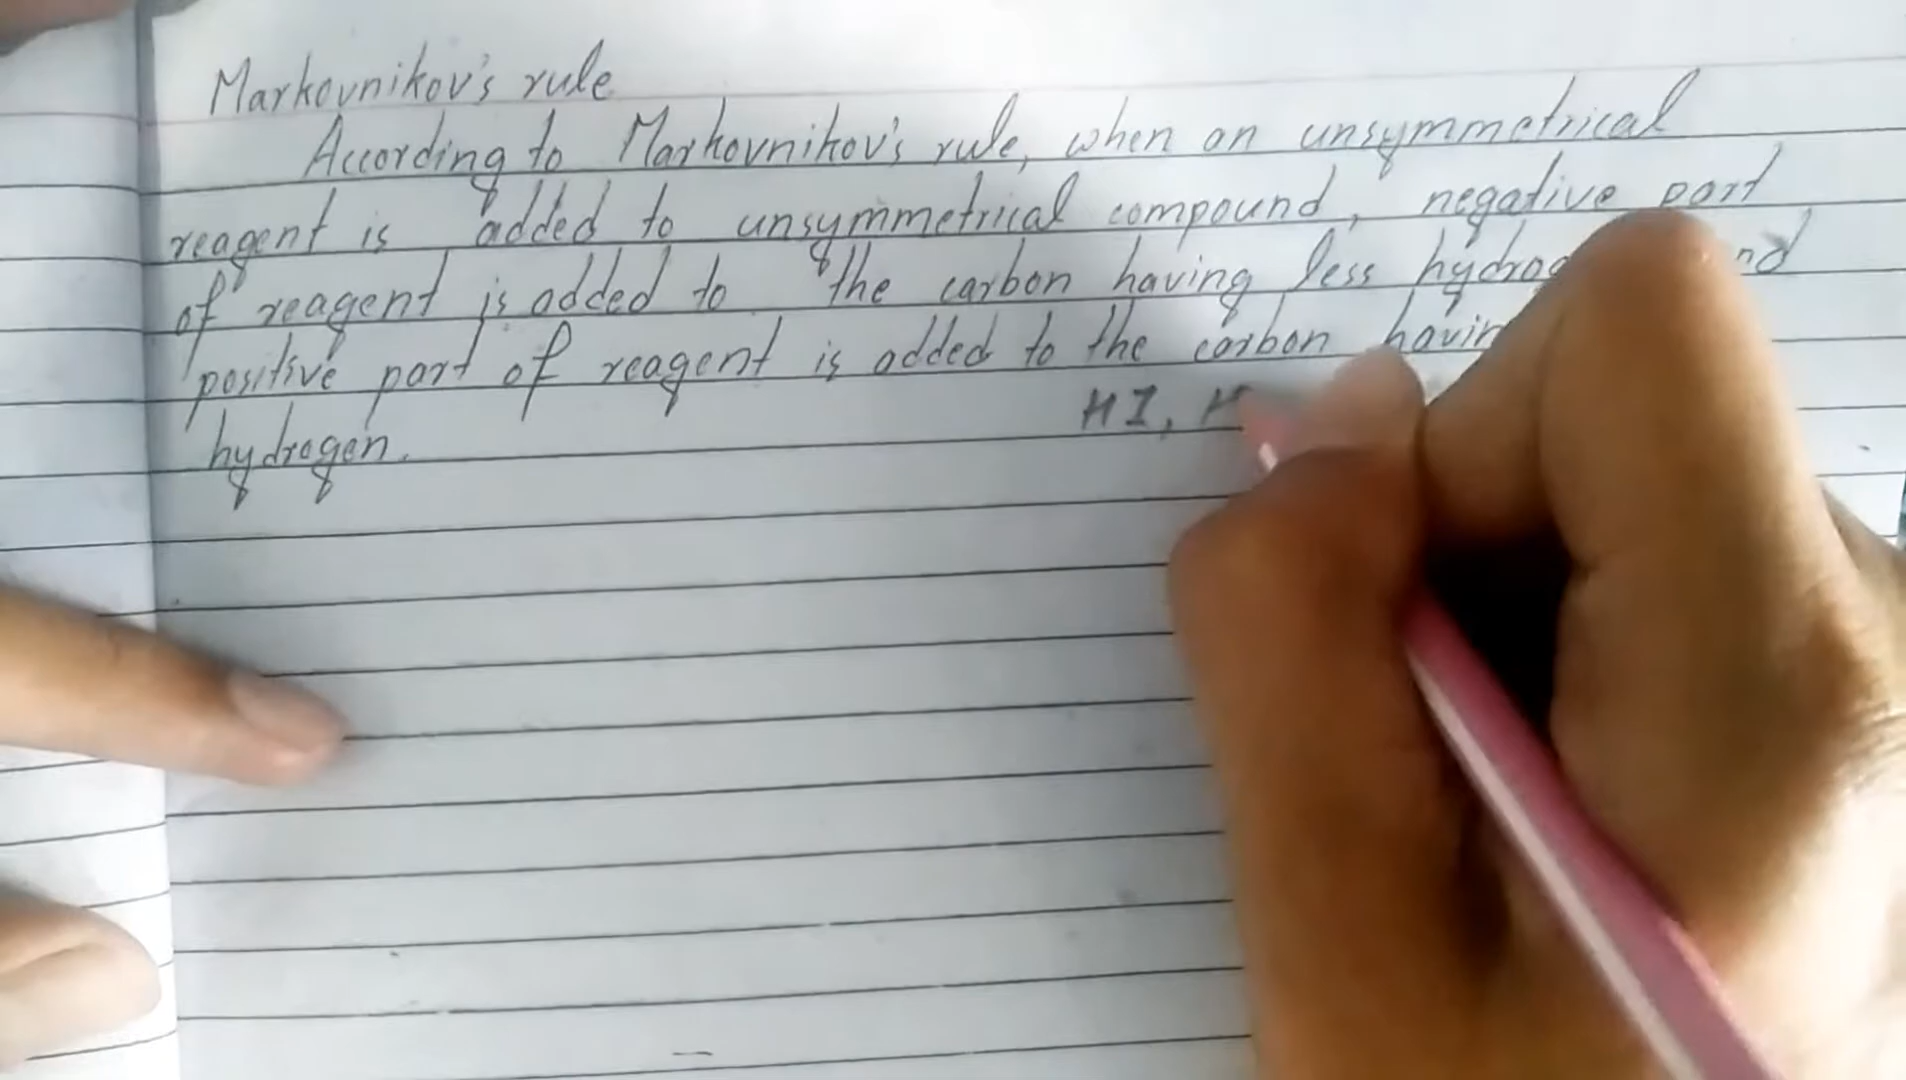 Markovnikov's rule
According to Markovnikov's rule, when an unsymmetrical
reagent is added to unsymmetrical compound, negative part
of reagent is added to the carbon having less
positive part of reagent is added to the carbon
HI, H
hydrogen.